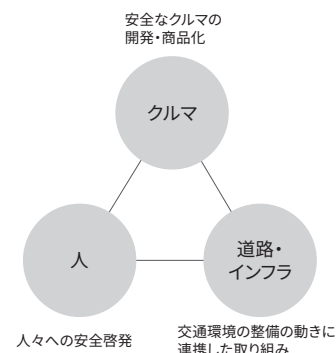 安全なクルマの
開発・商品化
クルマ
人
道路・
インフラ
人々への安全啓発
交通環境の整備の動きに
連携した取り組み